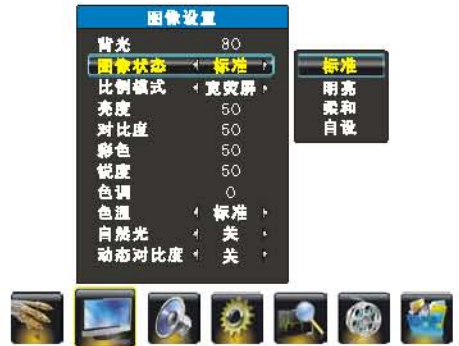 图像设置
背光 80
图像状态 标准
比例模式 宽荧屏
亮度 50
对比度 50
彩色 50
锐度 50
色调 0
色温 标准
自然光 关
动态对比度 关
标准
明亮
柔和
自设